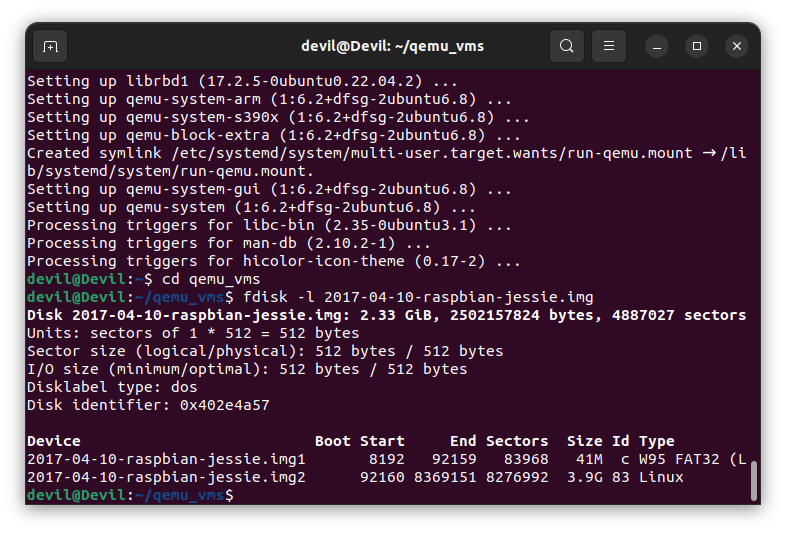 devil@Devil: ~/qemu_vms
Setting up librbd1 (17.2.5-0ubuntu0.22.04.2) ...
Setting up qemu-system-arm (1:6.2+dfsg-2ubuntu6.8) ...
Setting up qemu-system-s390x (1:6.2+dfsg-2ubuntu6.8) ...
Setting up qemu-block-extra (1:6.2+dfsg-2ubuntu6.8) ...
Created symlink /etc/systemd/system/multi-user.target.wants/run-qemu.mount → /li
b/systemd/system/run-qemu.mount.
Setting up qemu-system-gui (1:6.2+dfsg-2ubuntu6.8) ...
Setting up qemu-system (1:6.2+dfsg-2ubuntu6.8) ...
Processing triggers for libc-bin (2.35-0ubuntu3.1) ...
Processing triggers for man-db (2.10.2-1) ...
Processing triggers for hicolor-icon-theme (0.17-2) ...
devil@Devil:~$ cd qemu_vms
devil@Devil:~/qemu_vms$ fdisk -l 2017-04-10-raspbian-jessie.img
Disk 2017-04-10-raspbian-jessie.img: 2.33 GiB, 2502157824 bytes, 4887027 sectors
Units: sectors of 1 * 512 = 512 bytes
Sector size (logical/physical): 512 bytes / 512 bytes
I/O size (minimum/optimal): 512 bytes / 512 bytes
Disklabel type: dos
Disk identifier: 0x402e4a57
Device Boot Start End Sectors Size Id Type
2017-04-10-raspbian-jessie.img1 8192 92159 83968 41M c W95 FAT32 (L
2017-04-10-raspbian-jessie.img2 92160 8369151 8276992 3.9G 83 Linux
devil@Devil:~/qemu_vms$